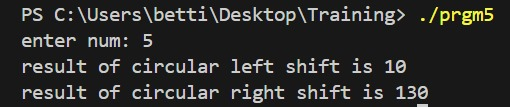 PS C:\Users\betti\Desktop\Training> ./prgm5
enter num: 5
result of circular left shift is 10
result of circular right shift is 130